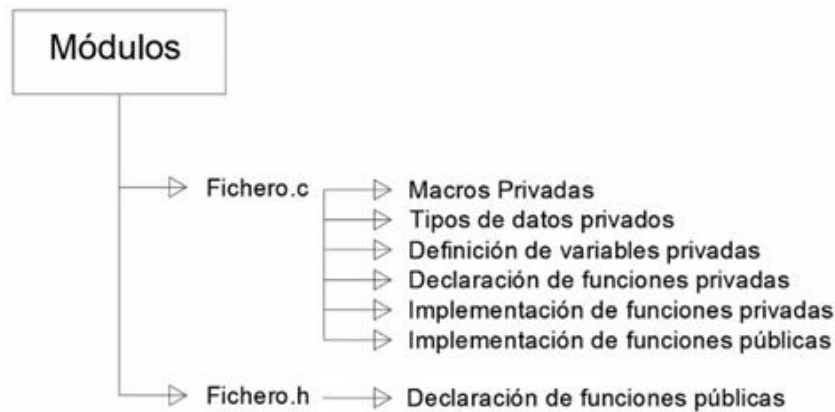 Módulos
Fichero.c
Macros Privadas
Tipos de datos privados
Definición de variables privadas
Declaración de funciones privadas
Implementación de funciones privadas
Implementación de funciones públicas
Fichero.h
Declaración de funciones públicas